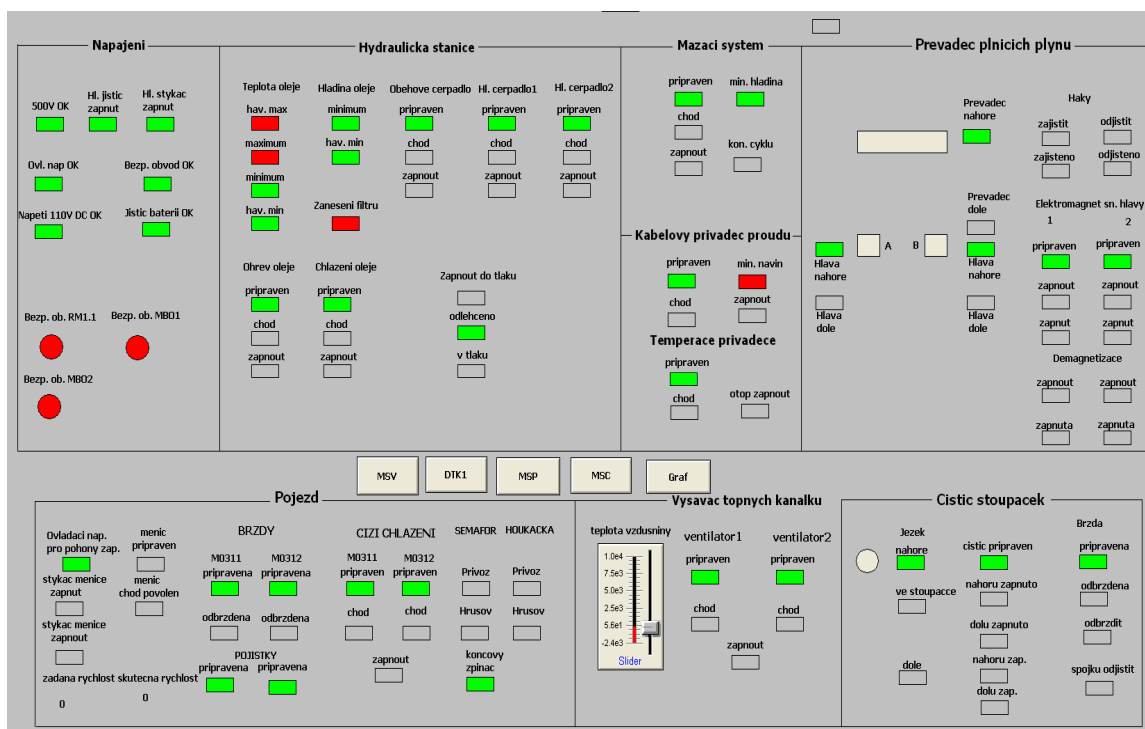 Napajeni
500V OK
Hl. jistic
zapnut
Hl. stykac
zapnut
Ovl. nap OK
Bezp. obvod OK
Napeti 110V DC OK
Jistic baterii OK
Bezp. ob. RM1.1
Bezp. ob. MBO1
Bezp. ob. MBO2
Hydraulicka stanice
Teplota oleje
hav. max
maximum
minimum
hav. min
Hladina oleje
minimum
hav. min
Zaneseni filtru
Obehove cerpadlo
pripraven
chod
zapnout
Hl. cerpadlo1
pripraven
chod
zapnout
Hl. cerpadlo2
pripraven
chod
zapnout
Ohrev oleje
pripraven
chod
zapnout
Chlazeni oleje
pripraven
chod
zapnout
Zapnout do tlaku
odlehceno
v tlaku
Mazaci system
pripraven
min. hladina
chod
zapnout
kon. cyklu
Kabelovy privadec proudu
pripraven
min. navin
chod
zapnout
Temperace privadece
pripraven
chod
otop zapnout
Prevadec plnicich plynu
Prevadec
nahore
Haky
zajistit
odjistit
zajisteno
odjisteno
Prevadec
dole
Elektromagnet sn. hlavy
1
2
A
B
Hlava
nahore
Hlava
nahore
Hlava
dole
Hlava
dole
pripraven
pripraven
zapnout
zapnout
zapnut
zapnut
Demagnetizace
zapnout
zapnout
zapnuta
zapnuta
MSV
DTK1
MSP
MSC
Graf
Pojezd
Ovladaci nap.
pro pohony zap.
menic
pripraven
stykac menice
zapnut
menic
chod povolen
stykac menice
zapnout
zadana rychlost
skutecna rychlost
0
0
BRZDY
M0311
pripravena
M0312
pripravena
odbrzdena
odbrzdena
POJISTKY
pripravena
pripravena
CIZI CHLAZENI
M0311
pripraven
M0312
pripraven
chod
chod
zapnout
SEMAFOR
HOUKACKA
Privoz
Privoz
Hrusov
Hrusov
koncovy
zpinac
Vysavac topnych kanalku
teplota vzdusniny
1.0e4
7.5e3
5.0e3
2.5e3
5.6e1
-2.4e3
Slider
ventilator1
pripraven
chod
ventilator2
pripraven
chod
zapnout
Cistic stoupacek
Jezek
nahore
ve stoupacce
dole
cistic pripraven
nahoru zapnuto
dolu zapnuto
nahoru zap.
dolu zap.
Brzda
pripravena
odbrzdena
odbrzdit
spojku odjistit